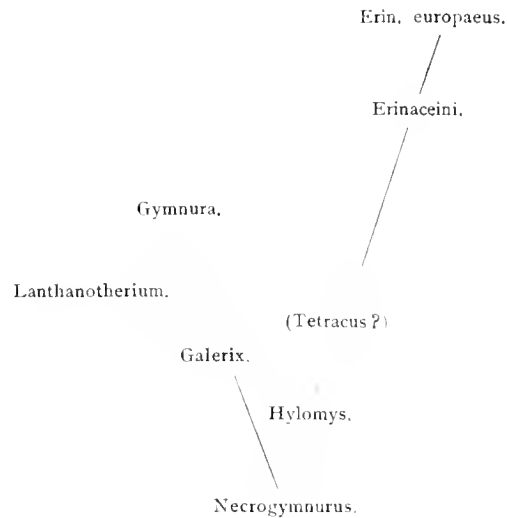 Erin. europaeus.
Erinaceini.
Gymnura.
Lanthanotherium.
(Tetracus?)
Galerix.
Hylomys.
Necrogymnurus.